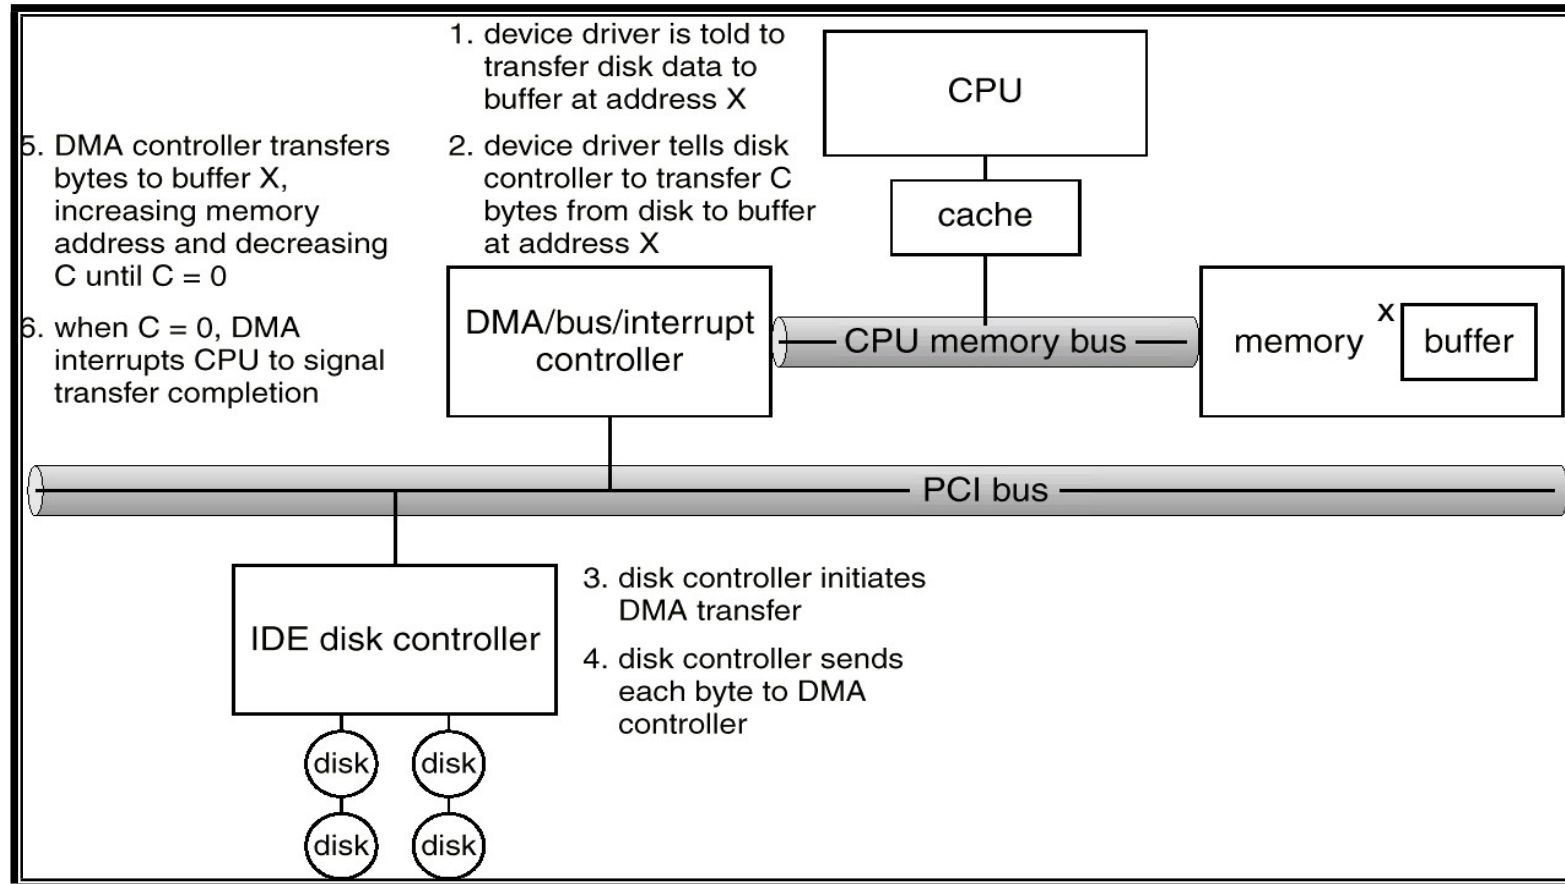 1. device driver is told to
transfer disk data to
buffer at address X
2. device driver tells disk
controller to transfer C
bytes from disk to buffer
at address X
5. DMA controller transfers
bytes to buffer X,
increasing memory
address and decreasing
C until C = 0
6. when C = 0, DMA
interrupts CPU to signal
transfer completion
CPU
cache
DMA/bus/interrupt
controller
CPU memory bus
memory
x
buffer
PCI bus
IDE disk controller
3. disk controller initiates
DMA transfer
4. disk controller sends
each byte to DMA
controller
disk
disk
disk
disk